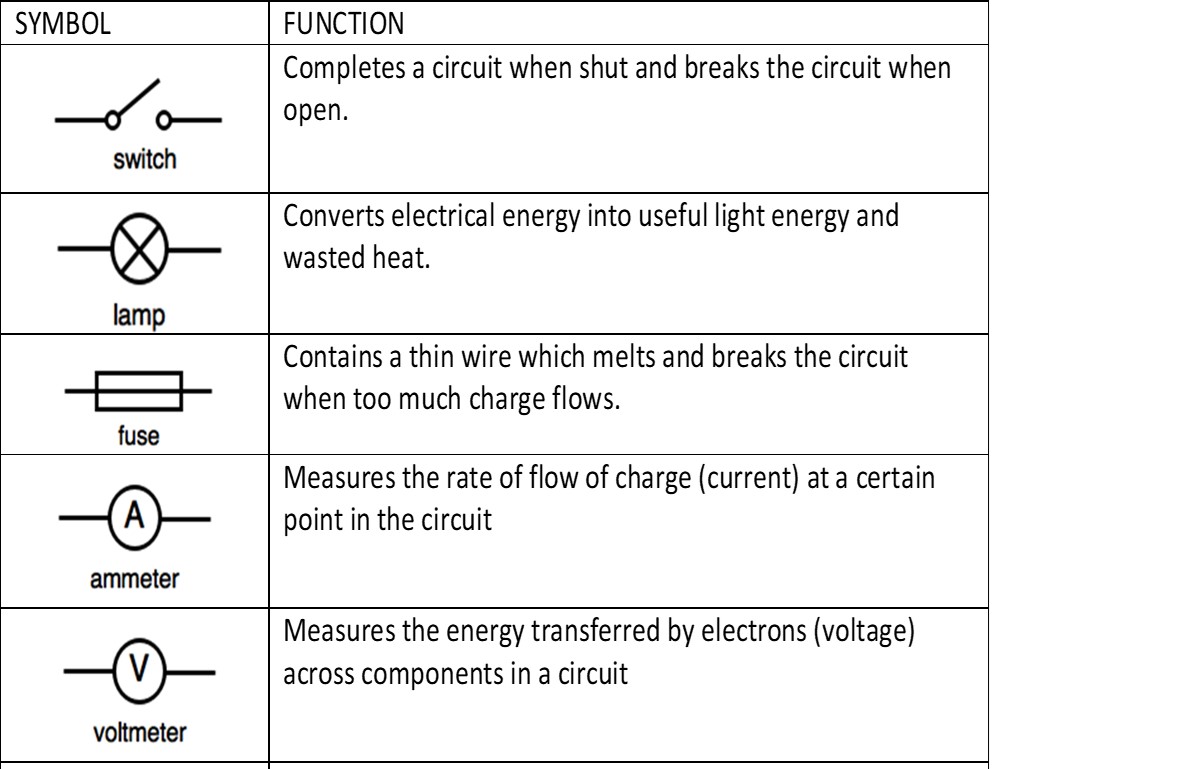 SYMBOL
FUNCTION
switch
Completes a circuit when shut and breaks the circuit when
open.
lamp
Converts electrical energy into useful light energy and
wasted heat.
fuse
Contains a thin wire which melts and breaks the circuit
when too much charge flows.
A
ammeter
Measures the rate of flow of charge (current) at a certain
point in the circuit
V
voltmeter
Measures the energy transferred by electrons (voltage)
across components in a circuit